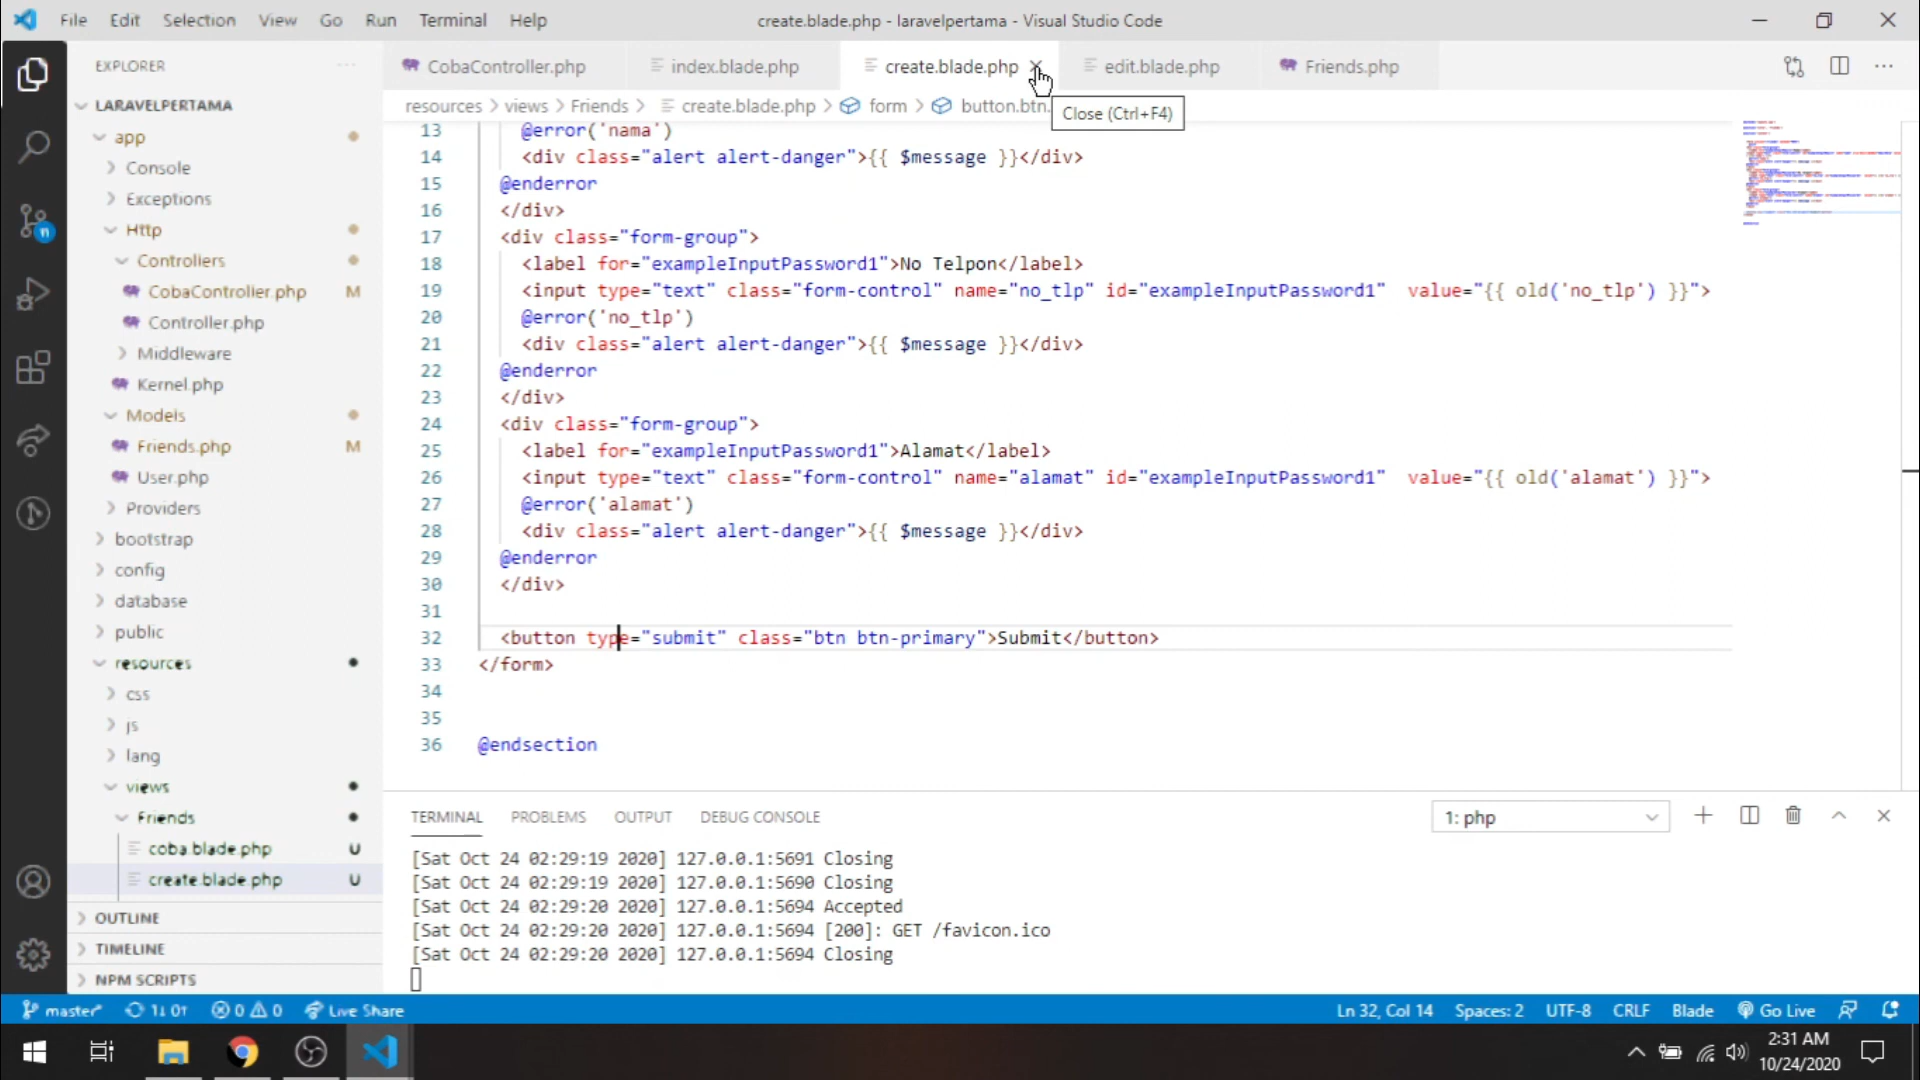 File Edit Selection View Go Run Terminal Help
create.blade.php - laravelpertama - Visual Studio Code
EXPLORER
CobaController.php
index.blade.php
create.blade.php
edit.blade.php
Friends.php
Close (Ctrl+F4)
resources > views > Friends > create.blade.php > form > button.btn.
LARAVELPERTAMA
app
Console
Exceptions
Http
Controllers
CobaController.php M
Controller.php
Middleware
Kernel.php
Models
Friends.php M
User.php
Providers
bootstrap
config
database
public
resources
css
js
lang
views
Friends
coba.blade.php U
create.blade.php U
OUTLINE
TIMELINE
NPM SCRIPTS
13 @error('nama')
14 <div class="alert alert-danger">{{ $message }}</div>
15 @enderror
16 </div>
17 <div class="form-group">
18 <label for="exampleInputPassword1">No Telpon</label>
19 <input type="text" class="form-control" name="no_tlp" id="exampleInputPassword1"  value="{{ old('no_tlp') }}">
20 @error('no_tlp')
21 <div class="alert alert-danger">{{ $message }}</div>
22 @enderror
23 </div>
24 <div class="form-group">
25 <label for="exampleInputPassword1">Alamat</label>
26 <input type="text" class="form-control" name="alamat" id="exampleInputPassword1"  value="{{ old('alamat') }}">
27 @error('alamat')
28 <div class="alert alert-danger">{{ $message }}</div>
29 @enderror
30 </div>
31
32 <button type="submit" class="btn btn-primary">Submit</button>
33 </form>
34
35
36 @endsection
TERMINAL PROBLEMS OUTPUT DEBUG CONSOLE
1: php
[Sat Oct 24 02:29:19 2020] 127.0.0.1:5691 Closing
[Sat Oct 24 02:29:19 2020] 127.0.0.1:5690 Closing
[Sat Oct 24 02:29:20 2020] 127.0.0.1:5694 Accepted
[Sat Oct 24 02:29:20 2020] 127.0.0.1:5694 [200]: GET /favicon.ico
[Sat Oct 24 02:29:20 2020] 127.0.0.1:5694 Closing
master* 1↓ 0↑ 0 0 Live Share
Ln 32, Col 14 Spaces: 2 UTF-8 CRLF Blade Go Live
2:31 AM
10/24/2020